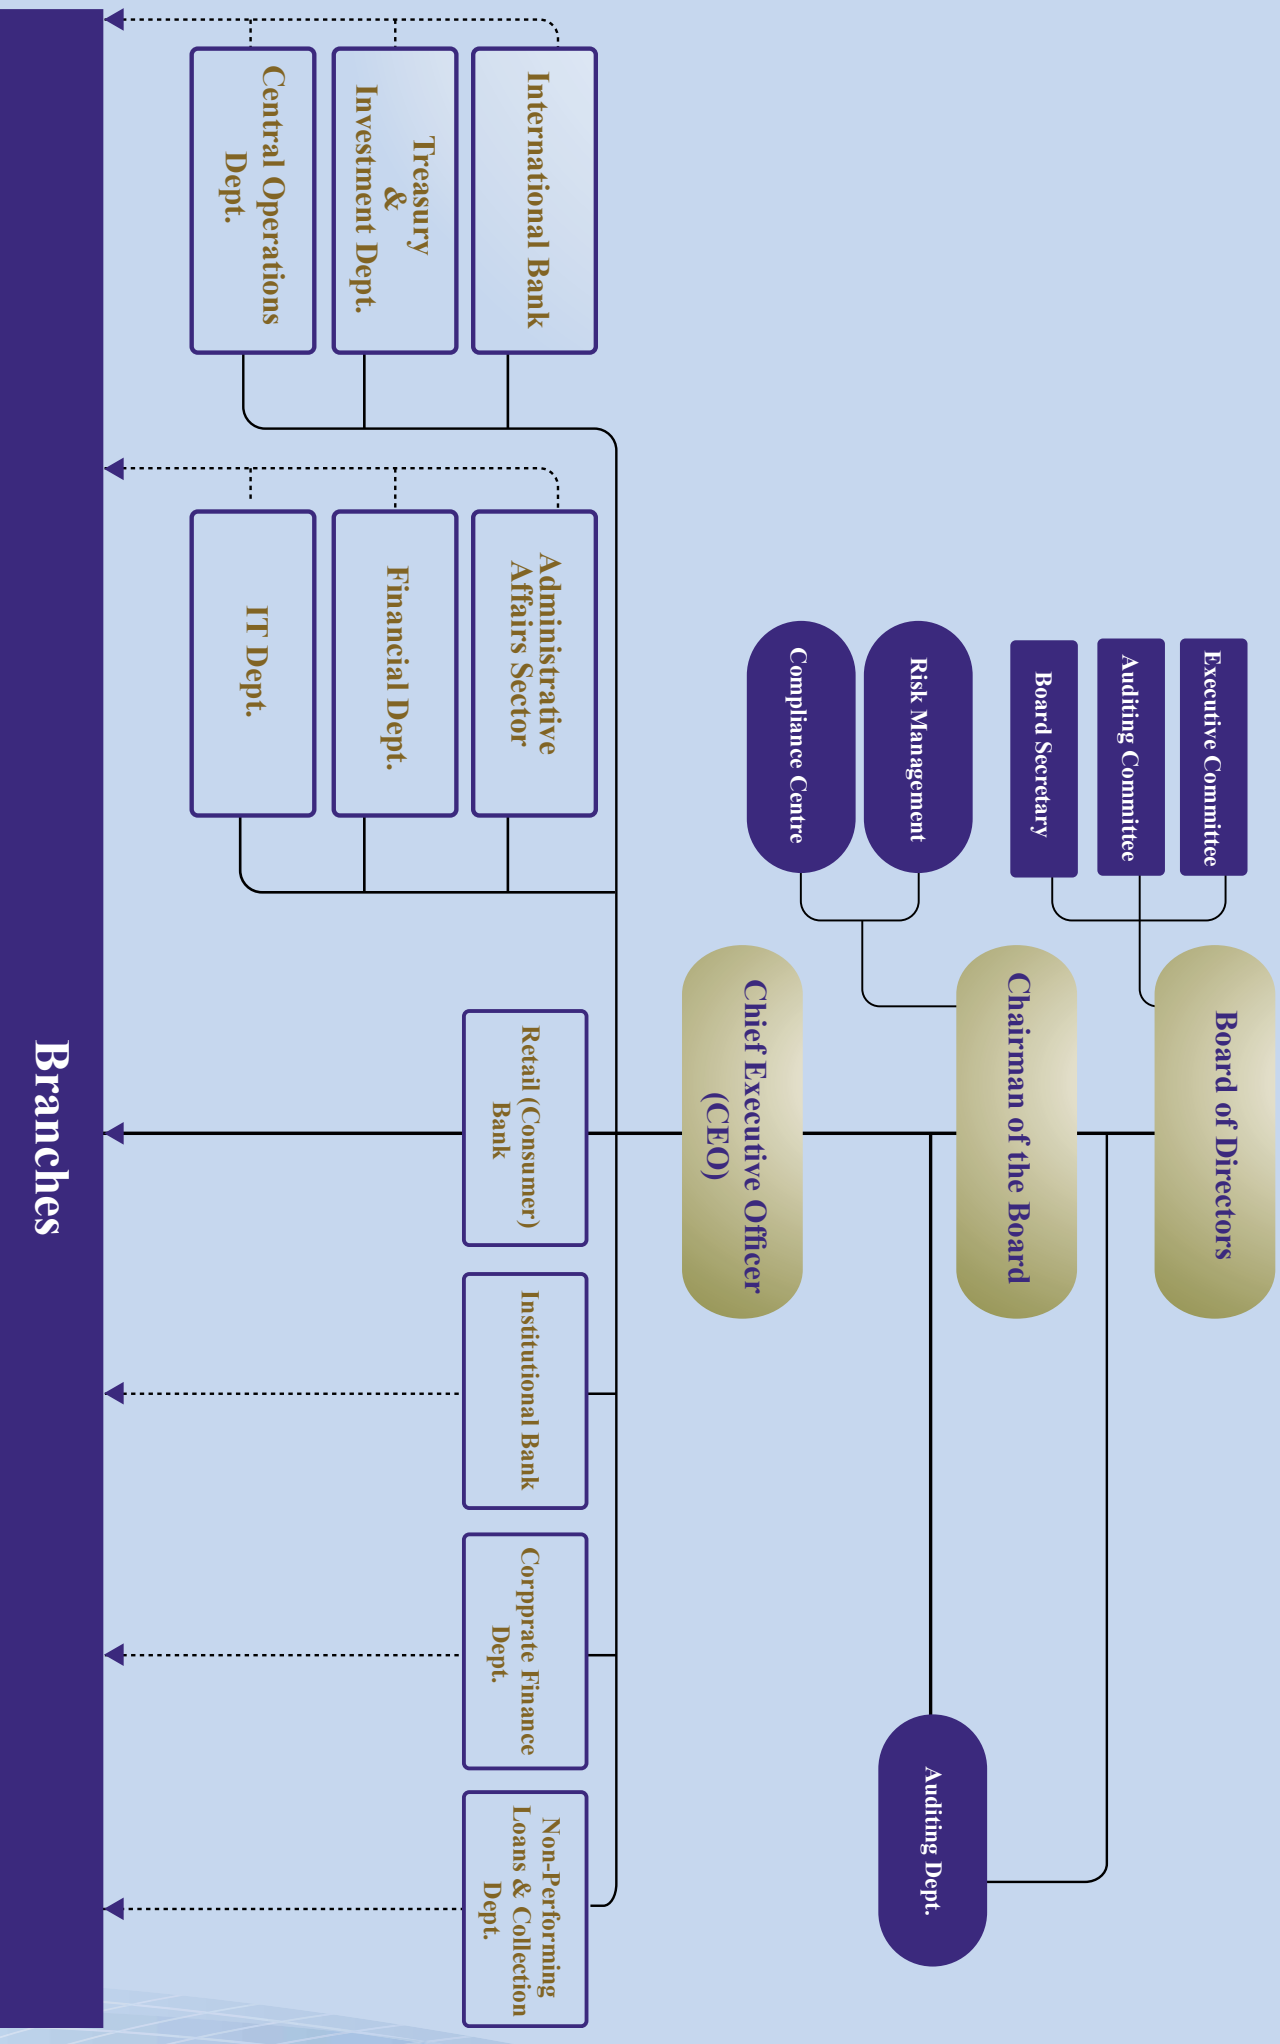 Board of Directors
Executive Committee
Auditing Committee
Board Secretary
Chairman of the Board
Risk Management
Compliance Centre
Auditing Dept.
Chief Executive Officer
(CEO)
International Bank
Treasury
&
Investment Dept.
Central Operations
Dept.
Administrative
Affairs Sector
Financial Dept.
IT Dept.
Retail (Consumer)
Bank
Institutional Bank
Corpprate Finance
Dept.
Non-Performing
Loans & Collection
Dept.
Branches